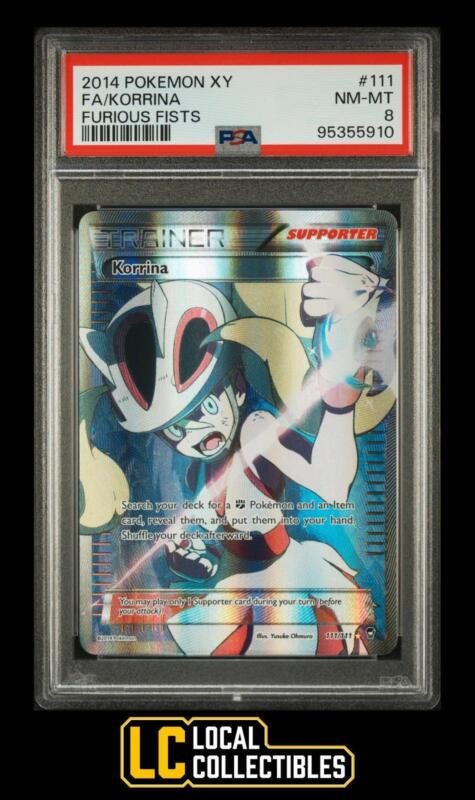 2014 POKEMON XY #111
FA/KORRINA NM-MT
FURIOUS FISTS 8
PSA 95355910
TRAINER SUPPORTER
Korrina
Search your deck for a Pokémon and an Item
card, reveal them, and put them into your hand.
Shuffle your deck afterward.
You may play only 1 Supporter card during your turn (before
your attack).
©2014 Pokémon Illus. Yusuke Ohmura 111/111
LC LOCAL
COLLECTIBLES